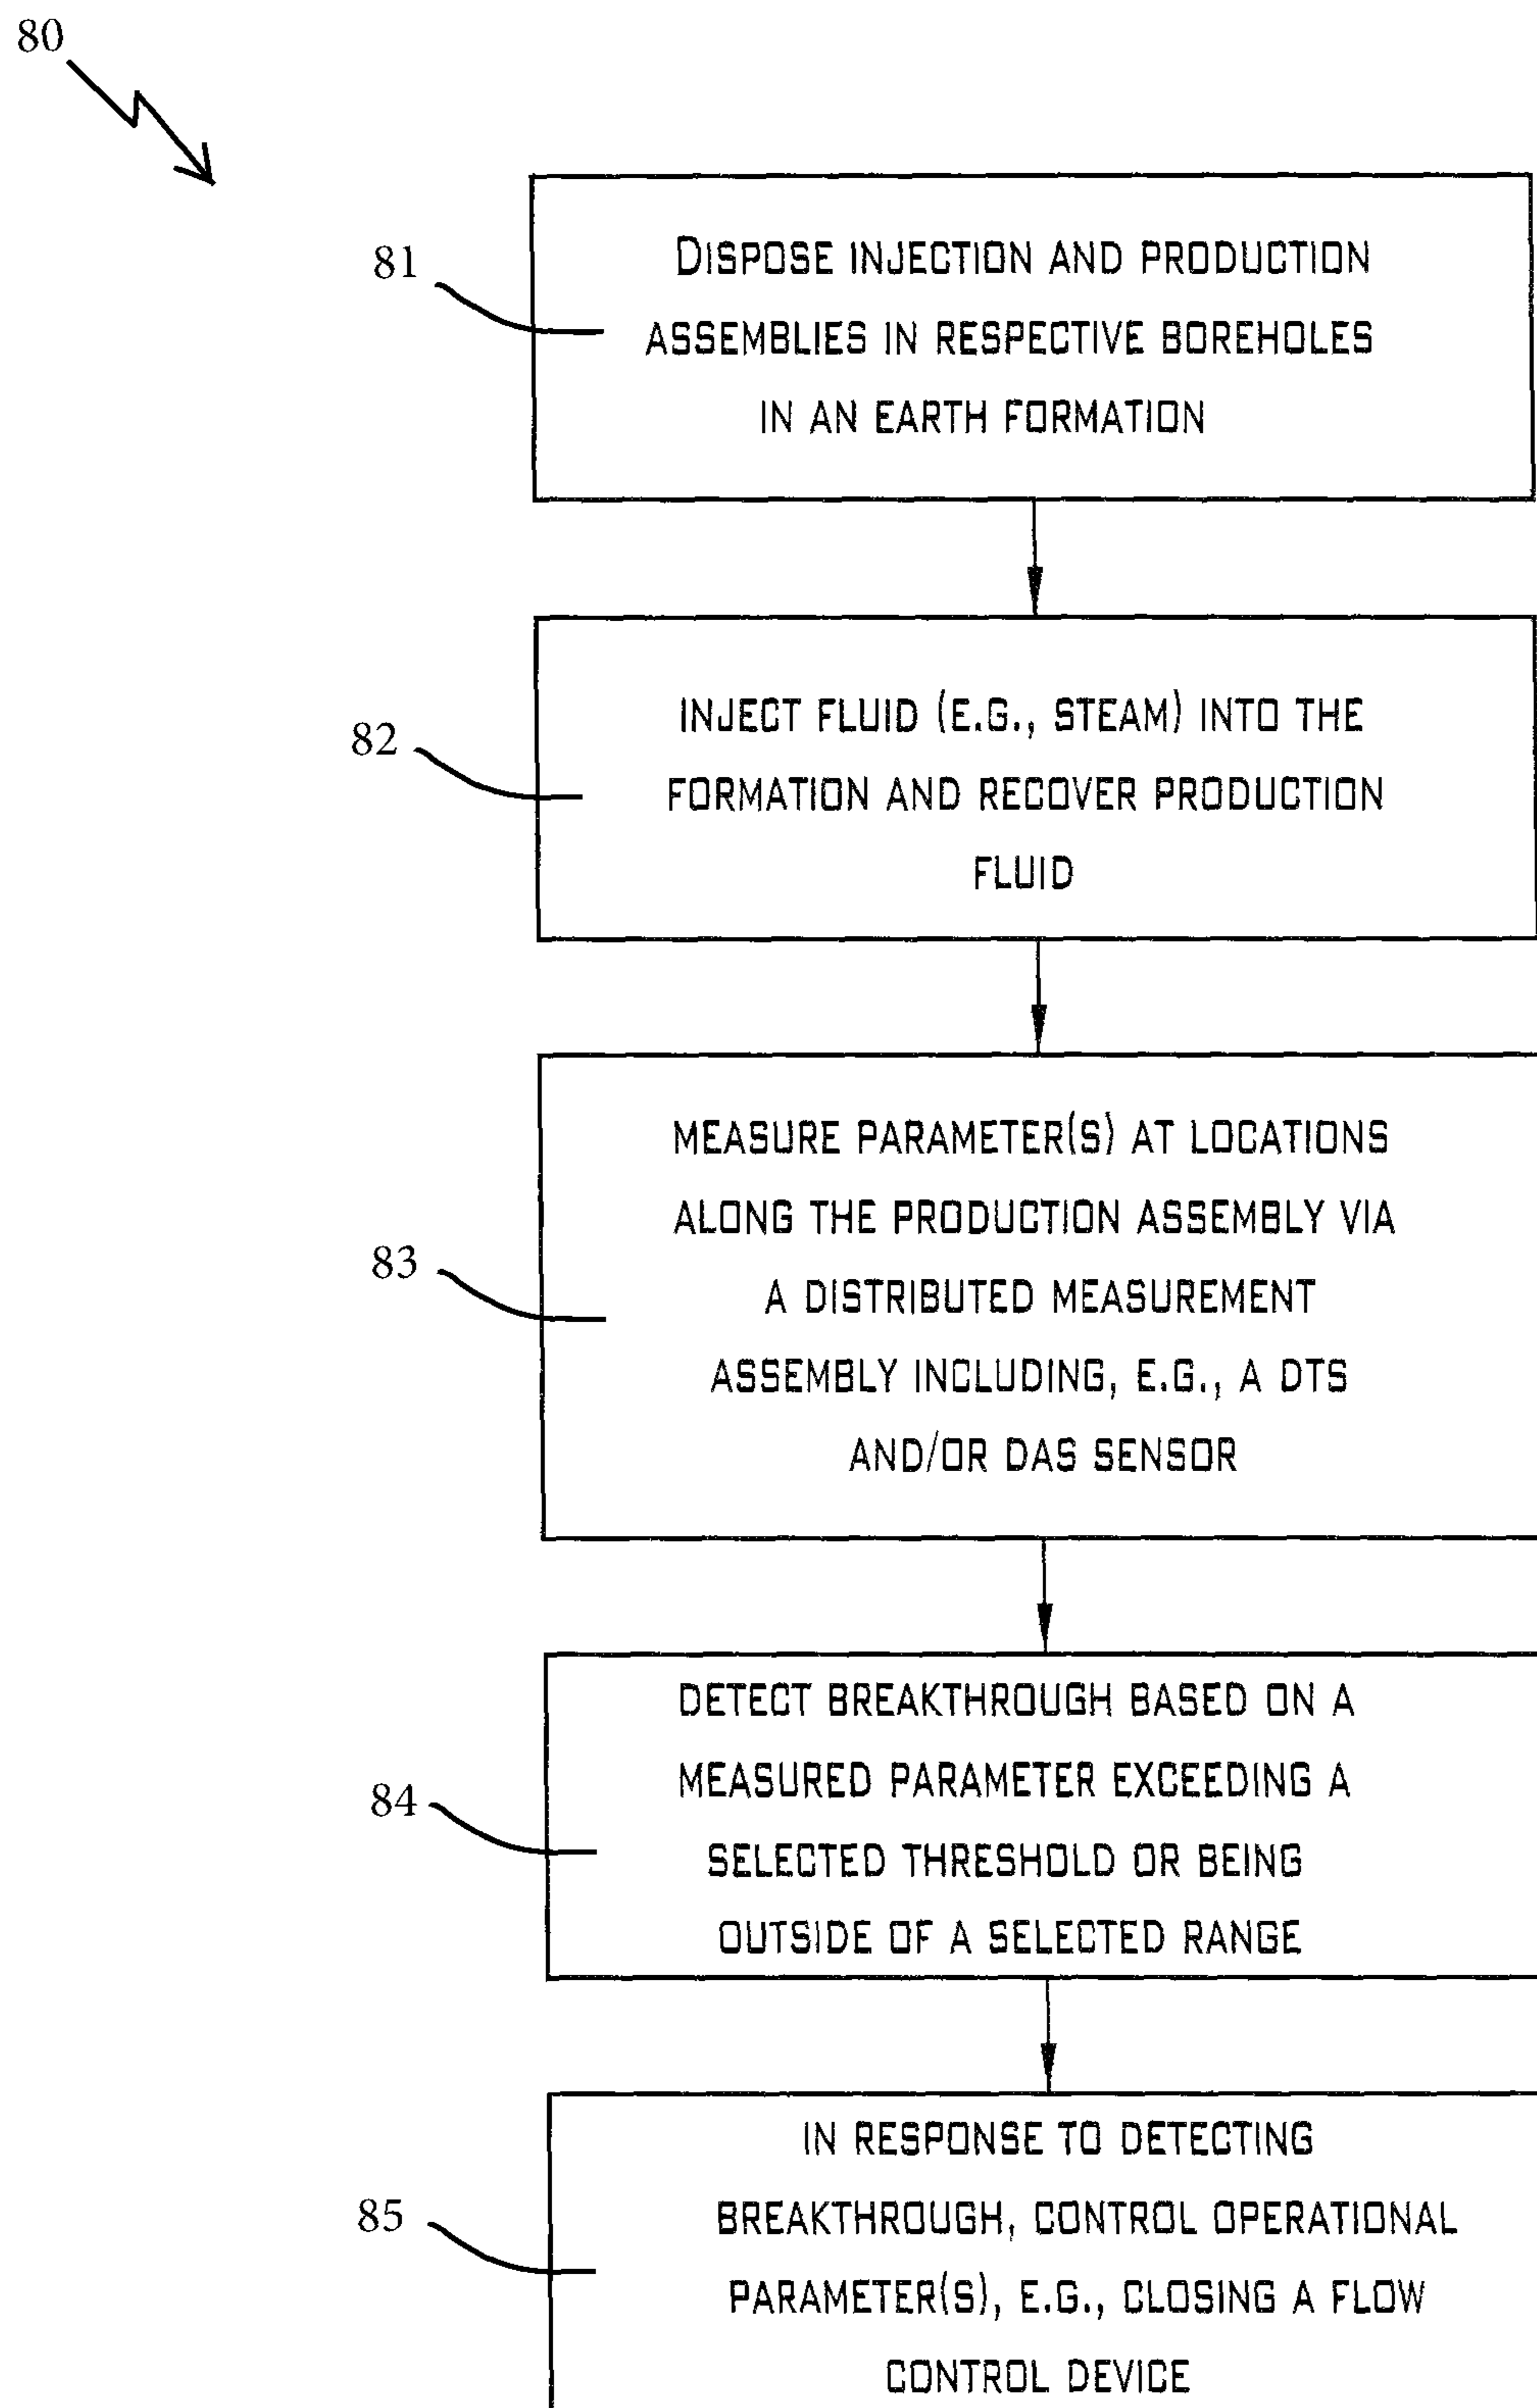 80
81
DISPOSE INJECTION AND PRODUCTION
ASSEMBLIES IN RESPECTIVE BOREHOLES
IN AN EARTH FORMATION
82
INJECT FLUID (E.G., STEAM) INTO THE
FORMATION AND RECOVER PRODUCTION
FLUID
83
MEASURE PARAMETER(S) AT LOCATIONS
ALONG THE PRODUCTION ASSEMBLY VIA
A DISTRIBUTED MEASUREMENT
ASSEMBLY INCLUDING, E.G., A DTS
AND/OR DAS SENSOR
84
DETECT BREAKTHROUGH BASED ON A
MEASURED PARAMETER EXCEEDING A
SELECTED THRESHOLD OR BEING
OUTSIDE OF A SELECTED RANGE
85
IN RESPONSE TO DETECTING
BREAKTHROUGH, CONTROL OPERATIONAL
PARAMETER(S), E.G., CLOSING A FLOW
CONTROL DEVICE